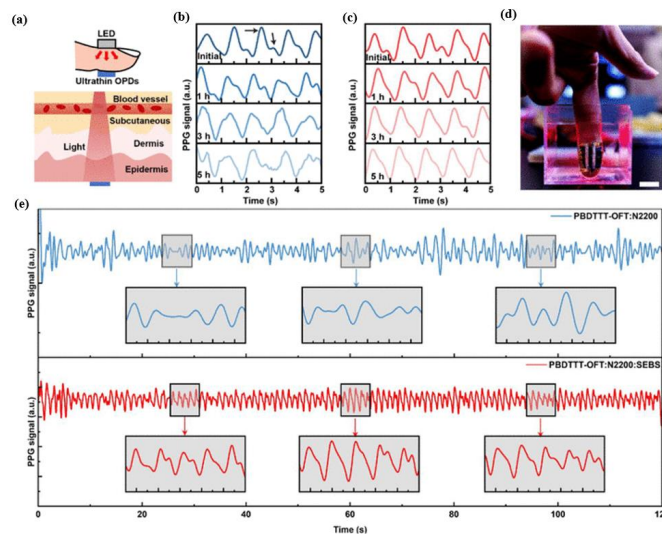 (a)
LED
Ultrathin OPDs
Blood vessel
Subcutaneous
Light
Dermis
Epidermis
(b)
PPG signal (a.u.)
Initial
1 h
3 h
5 h
0 1 2 3 4 5
Time (s)
(c)
PPG signal (a.u.)
Initial
1 h
3 h
5 h
0 1 2 3 4 5
Time (s)
(d)
(e)
PPG signal (a.u.)
PBDTTT-OFT:N2200
PPG signal (a.u.)
PBDTTT-OFT:N2200:SEBS
0 20 40 60 80 100 120
Time (s)